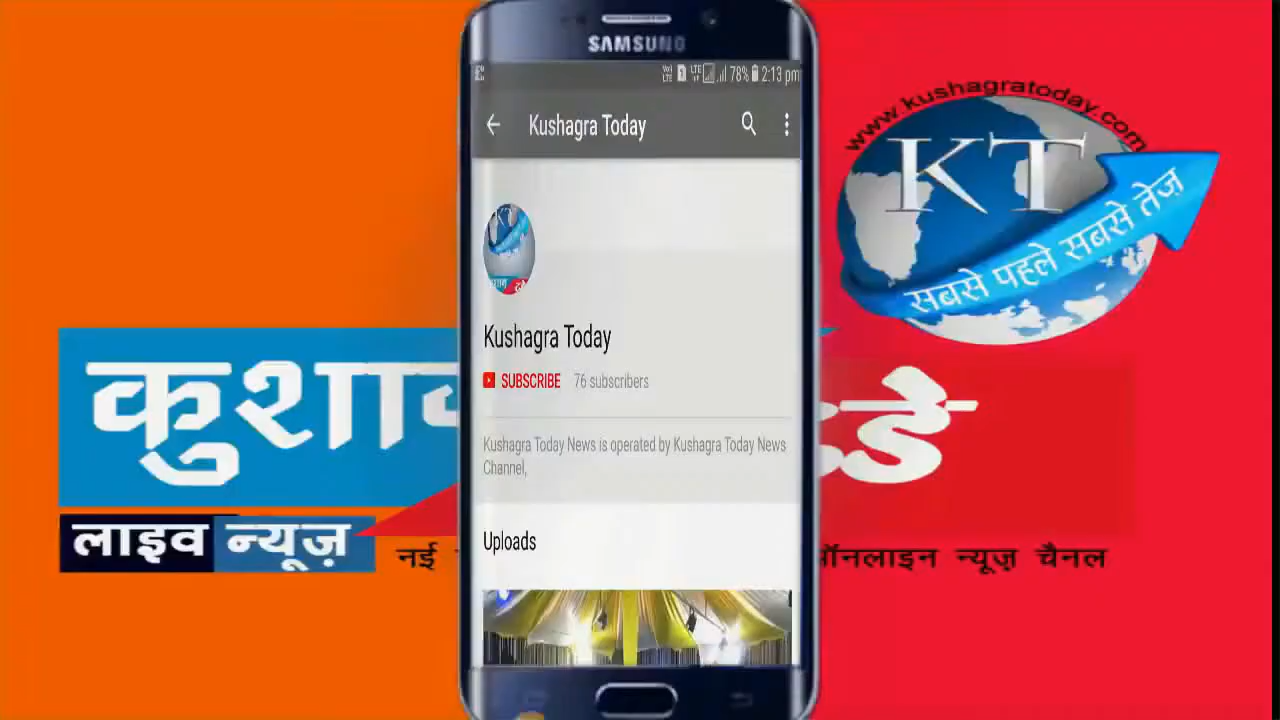 SAMSUNG
78% 2:13 pm
Kushagra Today
www.kushagratoday.com
KT
सबसे पहले सबसे तेज़
Kushagra Today
SUBSCRIBE 76 subscribers
Kushagra Today News is operated by Kushagra Today News
Channel,
Uploads
लाइव न्यूज़
नई
ऑनलाइन न्यूज़ चैनल